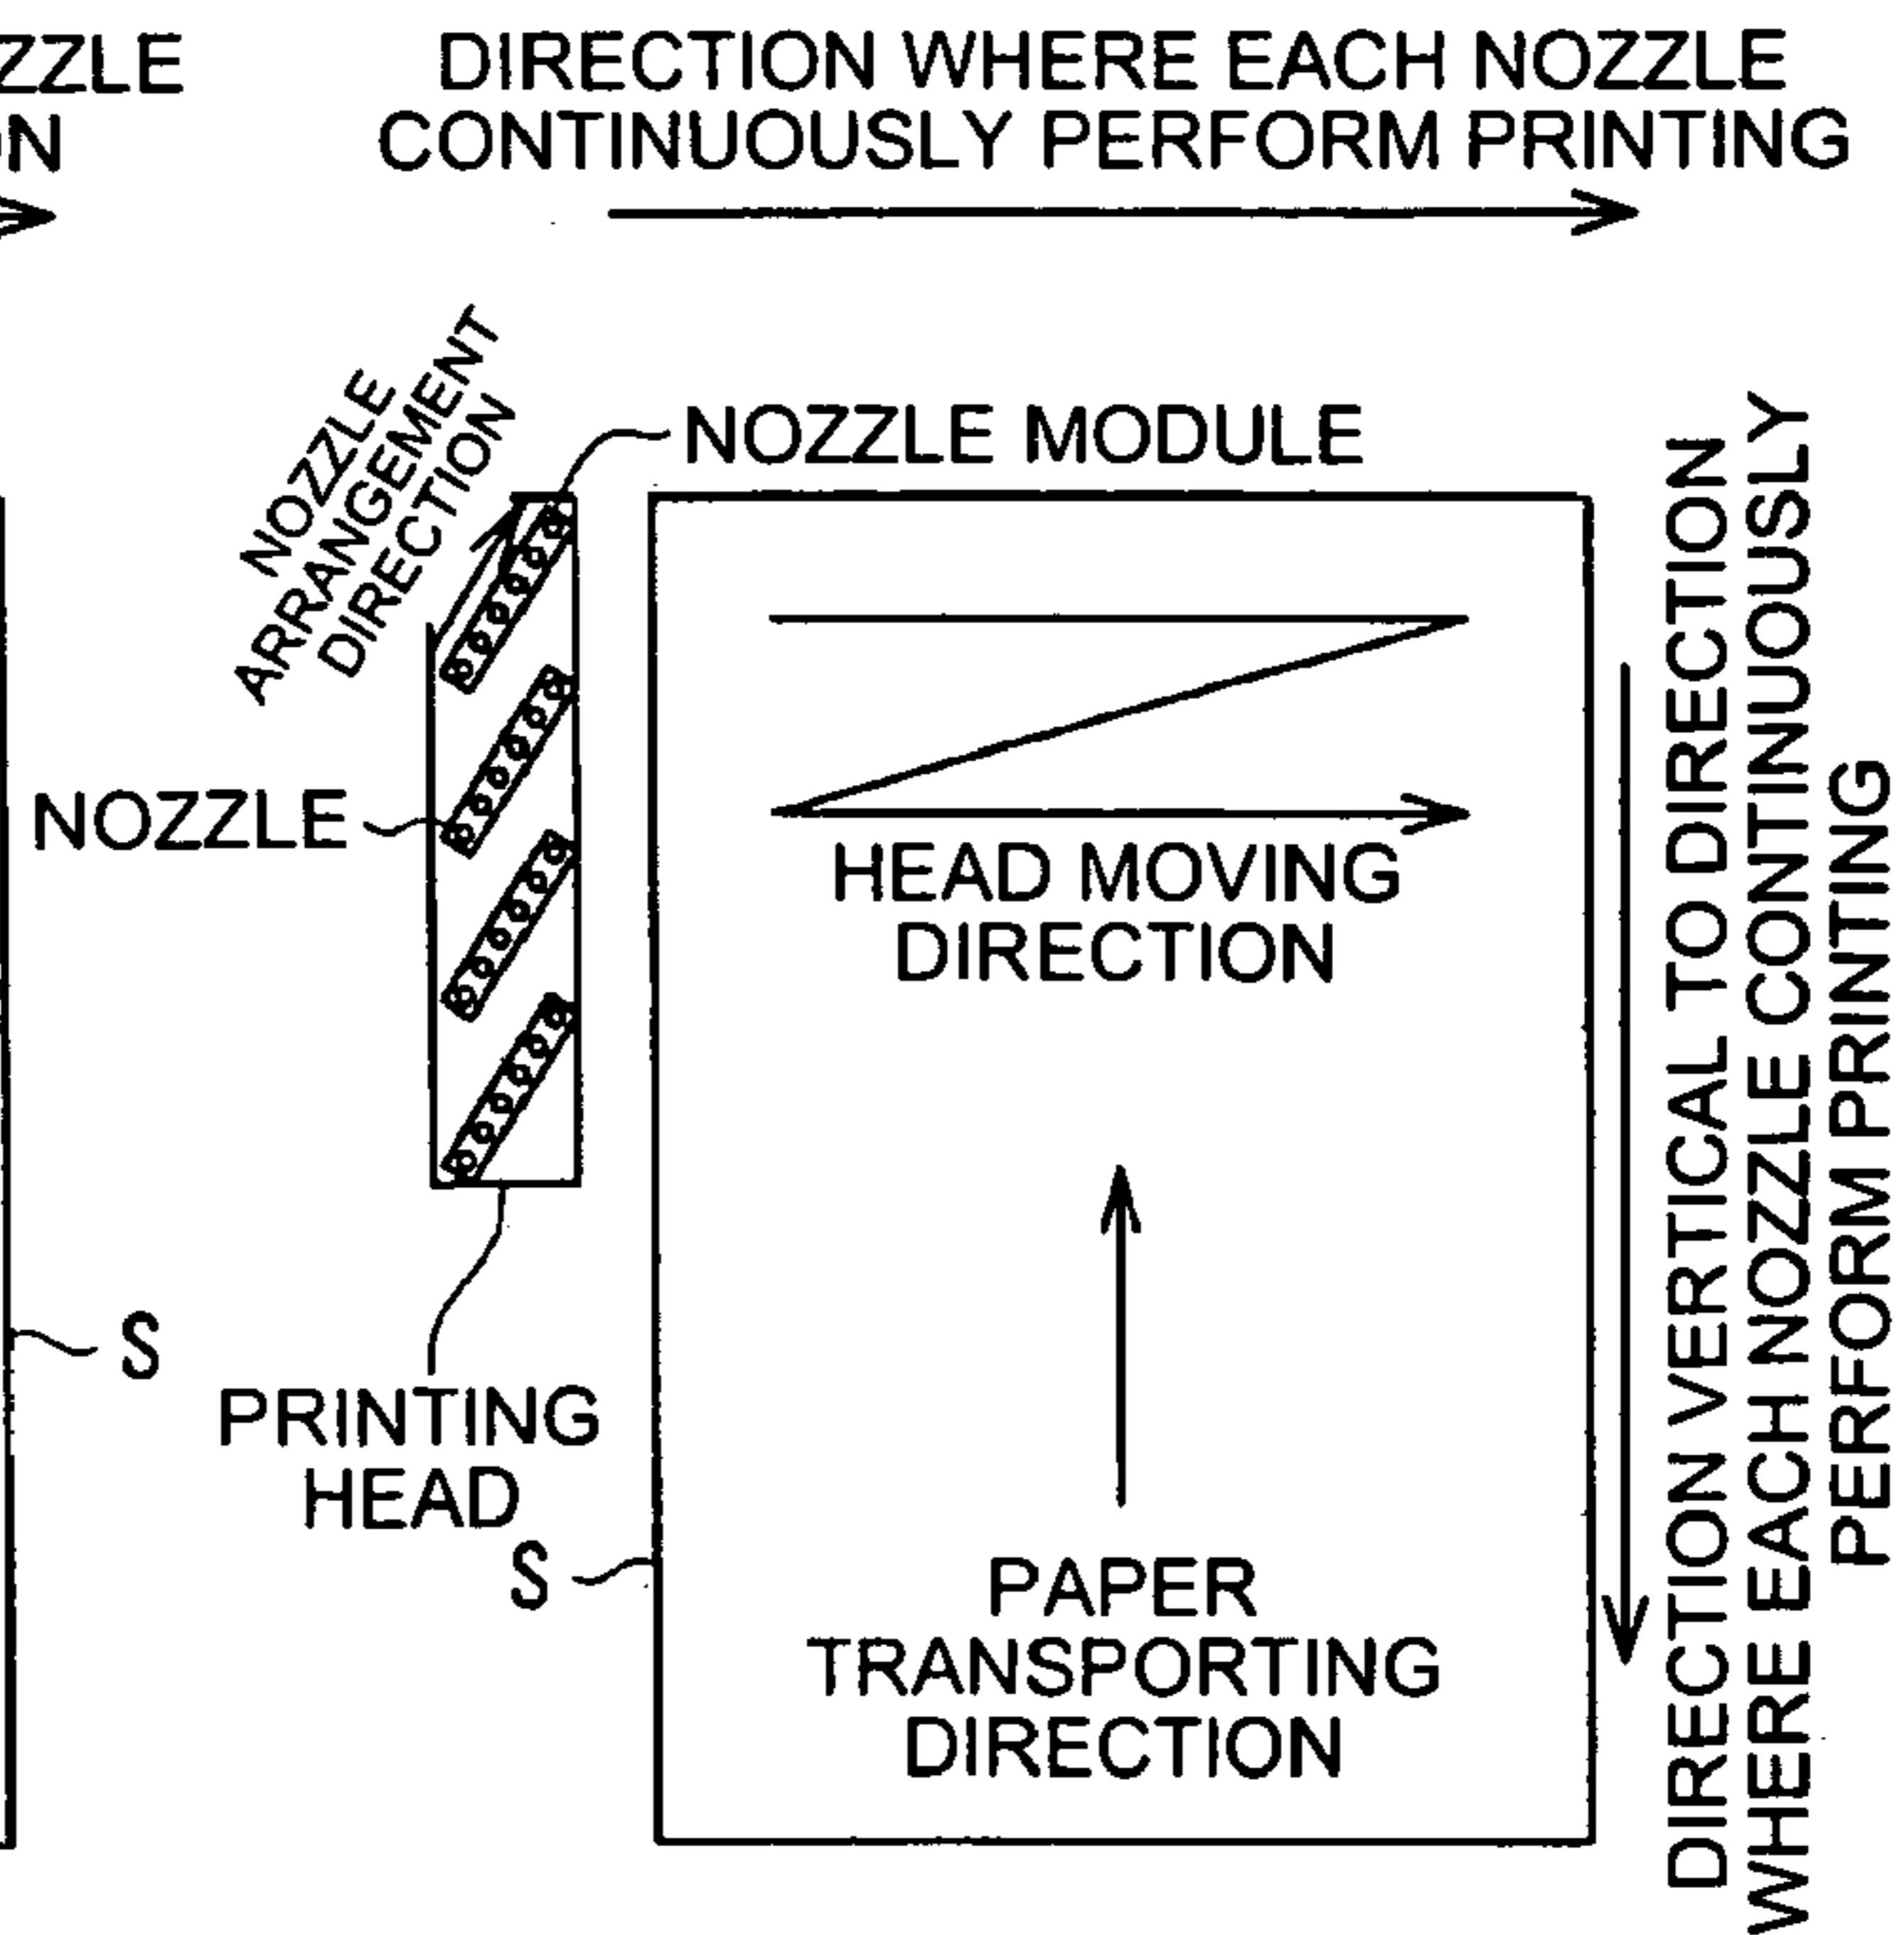 ZZLE
ON
DIRECTION WHERE EACH NOZZLE
CONTINUOUSLY PERFORM PRINTING
NOZZLE
ARRANGEMENT
DIRECTION
NOZZLE MODULE
NOZZLE
HEAD MOVING
DIRECTION
S
PRINTING
HEAD
S
PAPER
TRANSPORTING
DIRECTION
DIRECTION VERTICAL TO DIRECTION
WHERE EACH NOZZLE CONTINUOUSLY
PERFORM PRINTING